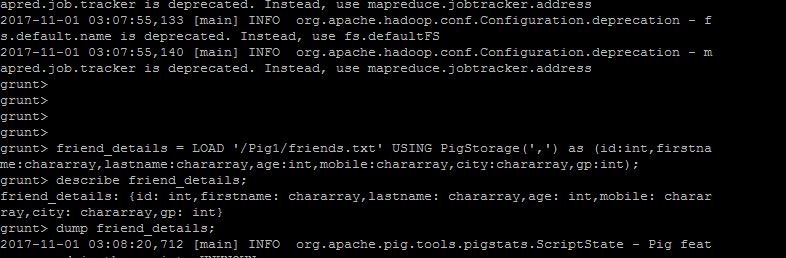 apred.job.tracker is deprecated. Instead, use mapreduce.jobtracker.address
2017-11-01 03:07:55,133 [main] INFO  org.apache.hadoop.conf.Configuration.deprecation - f
s.default.name is deprecated. Instead, use fs.defaultFS
2017-11-01 03:07:55,140 [main] INFO  org.apache.hadoop.conf.Configuration.deprecation - m
apred.job.tracker is deprecated. Instead, use mapreduce.jobtracker.address
grunt>
grunt>
grunt>
grunt>
grunt> friend_details = LOAD '/Pig1/friends.txt' USING PigStorage(',') as (id:int,firstna
me:chararray,lastname:chararray,age:int,mobile:chararray,city:chararray,gp:int);
grunt> describe friend_details;
friend_details: {id: int,firstname: chararray,lastname: chararray,age: int,mobile: charar
ray,city: chararray,gp: int}
grunt> dump friend_details;
2017-11-01 03:08:20,712 [main] INFO  org.apache.pig.tools.pigstats.ScriptState - Pig feat